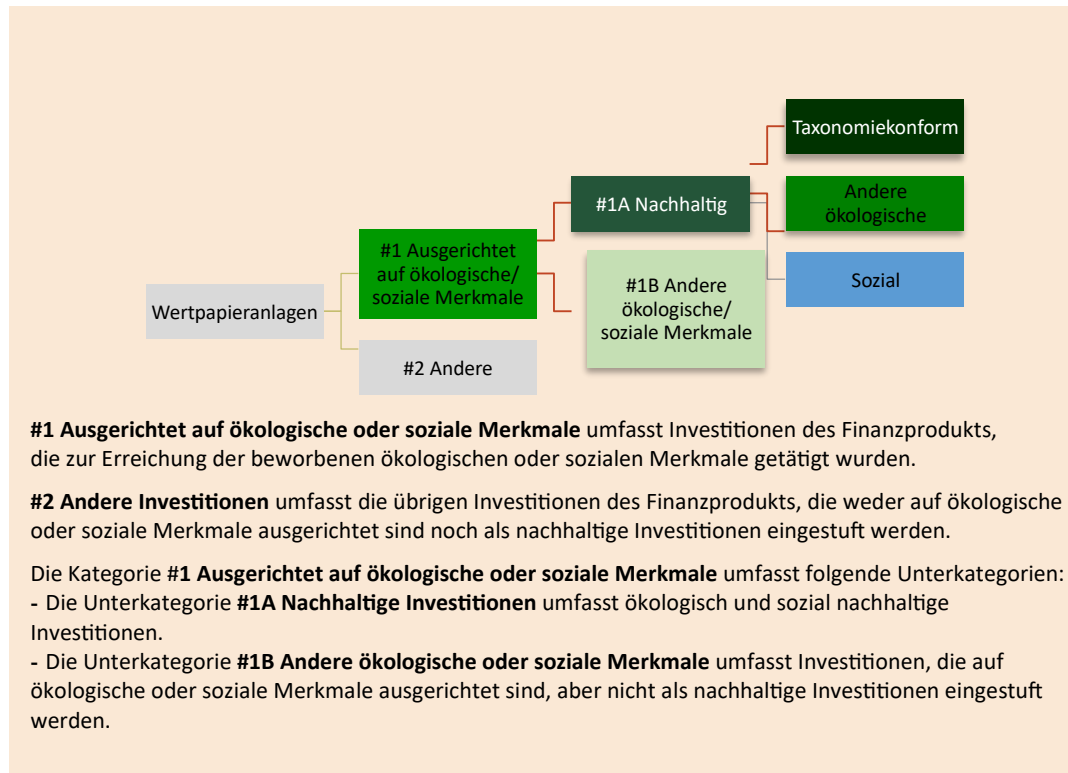 Taxonomiekonform
#1A Nachhaltig
Andere
ökologische
#1 Ausgerichtet
auf ökologische/
soziale Merkmale
#1B Andere
ökologische/
soziale Merkmale
Sozial
Wertpapieranlagen
#2 Andere
#1 Ausgerichtet auf ökologische oder soziale Merkmale umfasst Investitionen des Finanzprodukts,
die zur Erreichung der beworbenen ökologischen oder sozialen Merkmale getätigt wurden.
#2 Andere Investitionen umfasst die übrigen Investitionen des Finanzprodukts, die weder auf ökologische
oder soziale Merkmale ausgerichtet sind noch als nachhaltige Investitionen eingestuft werden.
Die Kategorie #1 Ausgerichtet auf ökologische oder soziale Merkmale umfasst folgende Unterkategorien:
- Die Unterkategorie #1A Nachhaltige Investitionen umfasst ökologisch und sozial nachhaltige
Investitionen.
- Die Unterkategorie #1B Andere ökologische oder soziale Merkmale umfasst Investitionen, die auf
ökologische oder soziale Merkmale ausgerichtet sind, aber nicht als nachhaltige Investitionen eingestuft
werden.